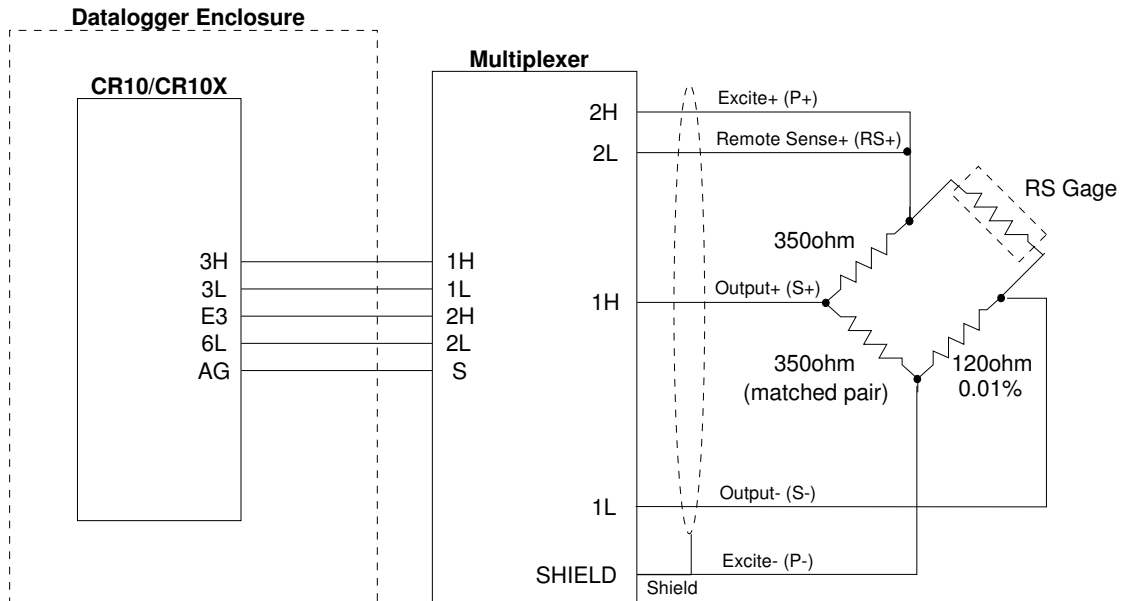 Datalogger Enclosure
CR10/CR10X
3H
3L
E3
6L
AG
Multiplexer
1H
1L
2H
2L
S
2H
2L
1H
1L
SHIELD
Excite+ (P+)
Remote Sense+ (RS+)
Output+ (S+)
Output- (S-)
Excite- (P-)
Shield
RS Gage
350ohm
350ohm
(matched pair)
120ohm
0.01%